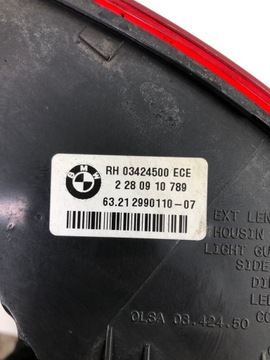 BMW
RH 03424500 ECE
2 28 09 10 789
63.21 2990110-07
EXT LEN
HOUSIN
LIGHT GU
SIDE
DI
LE
CO
OLSA 03.424.50